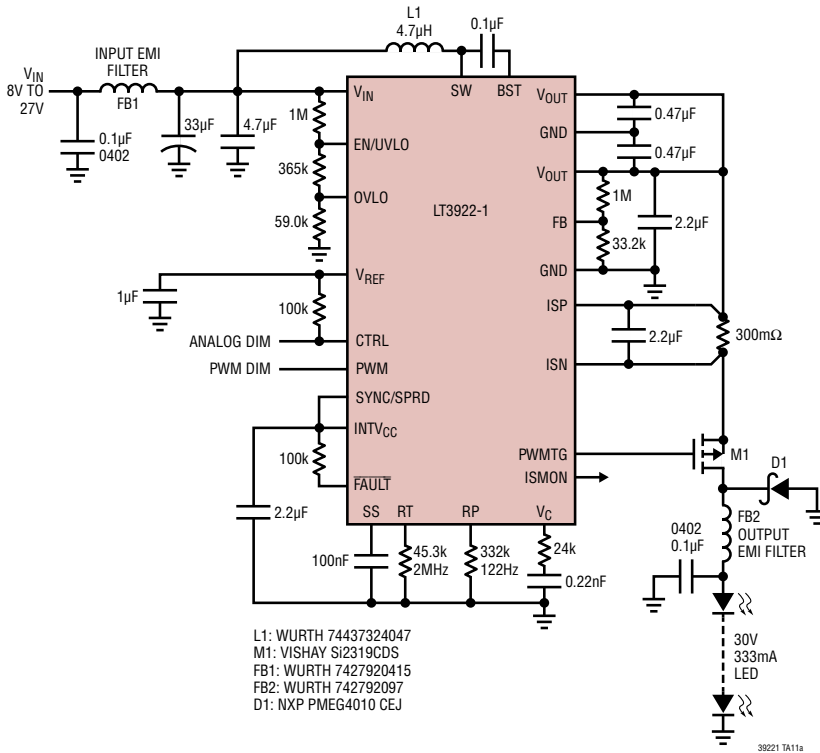 L1
4.7µH
0.1µF
INPUT EMI
FILTER
FB1
VIN
8V TO
27V
0.1µF
0402
33µF
4.7µF
1M
365k
59.0k
VIN
EN/UVLO
OVLO
SW
BST
VOUT
GND
VOUT
FB
GND
0.47µF
0.47µF
1M
33.2k
2.2µF
LT3922-1
1µF
100k
VREF
ANALOG DIM
CTRL
PWM DIM
PWM
SYNC/SPRD
INTVCC
100k
FAULT
ISP
ISN
2.2µF
300mΩ
PWMTG
ISMON
M1
D1
2.2µF
SS
RT
RP
VC
100nF
45.3k
2MHz
332k
122Hz
24k
0.22nF
FB2
OUTPUT
EMI FILTER
0402
0.1µF
30V
333mA
LED
L1: WURTH 74437324047
M1: VISHAY Si2319CDS
FB1: WURTH 7427920415
FB2: WURTH 742792097
D1: NXP PMEG4010 CEJ
39221 TA11a